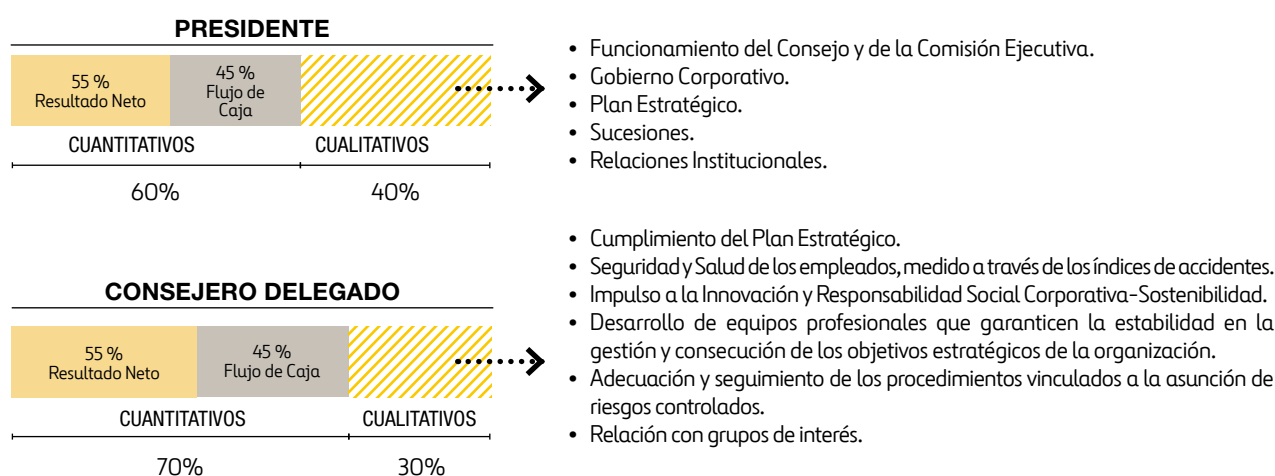 PRESIDENTE
55 %
Resultado Neto
45 %
Flujo de
Caja
CUANTITATIVOS
CUALITATIVOS
60%
40%
• Funcionamiento del Consejo y de la Comisión Ejecutiva.
• Gobierno Corporativo.
• Plan Estratégico.
• Sucesiones.
• Relaciones Institucionales.
CONSEJERO DELEGADO
55 %
Resultado Neto
45 %
Flujo de Caja
CUANTITATIVOS
CUALITATIVOS
70%
30%
• Cumplimiento del Plan Estratégico.
• Seguridad y Salud de los empleados, medido a través de los índices de accidentes.
• Impulso a la Innovación y Responsabilidad Social Corporativa-Sostenibilidad.
• Desarrollo de equipos profesionales que garanticen la estabilidad en la
gestión y consecución de los objetivos estratégicos de la organización.
• Adecuación y seguimiento de los procedimientos vinculados a la asunción de
riesgos controlados.
• Relación con grupos de interés.